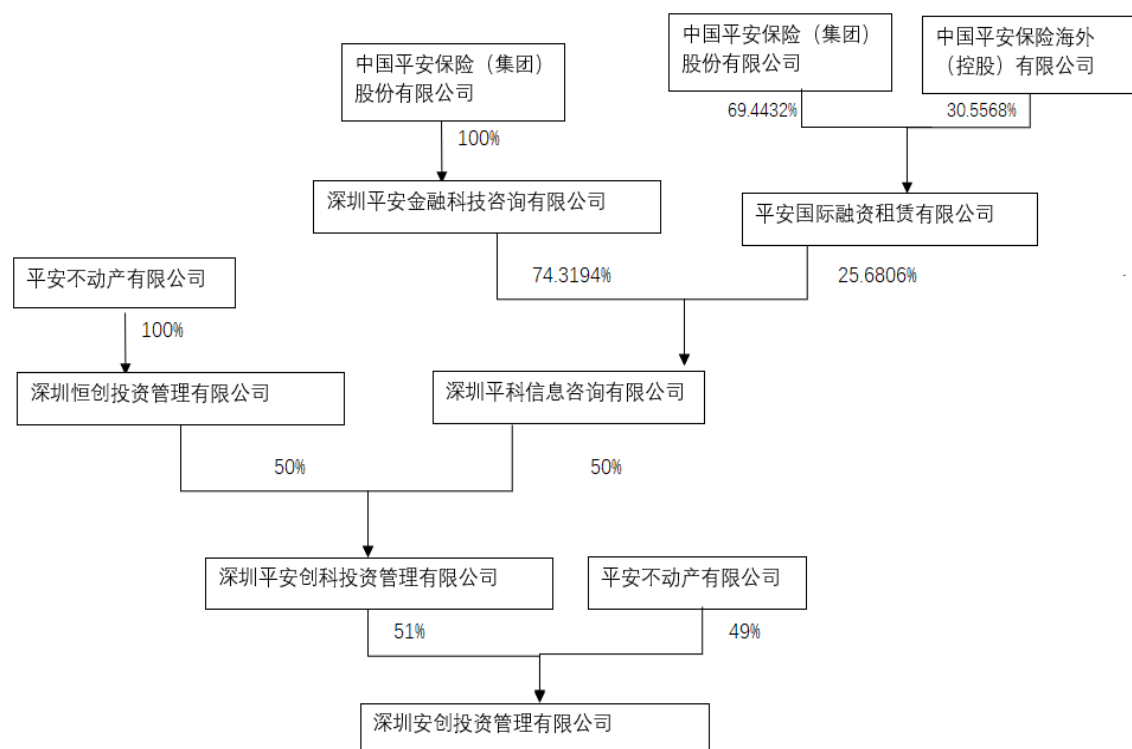 中国平安保险（集团）
股份有限公司
中国平安保险（集团）
股份有限公司
中国平安保险海外
（控股）有限公司
100%
69.4432%
30.5568%
深圳平安金融科技咨询有限公司
平安国际融资租赁有限公司
平安不动产有限公司
74.3194%
25.6806%
100%
深圳恒创投资管理有限公司
深圳平科信息咨询有限公司
50%
50%
深圳平安创科投资管理有限公司
平安不动产有限公司
51%
49%
深圳安创投资管理有限公司